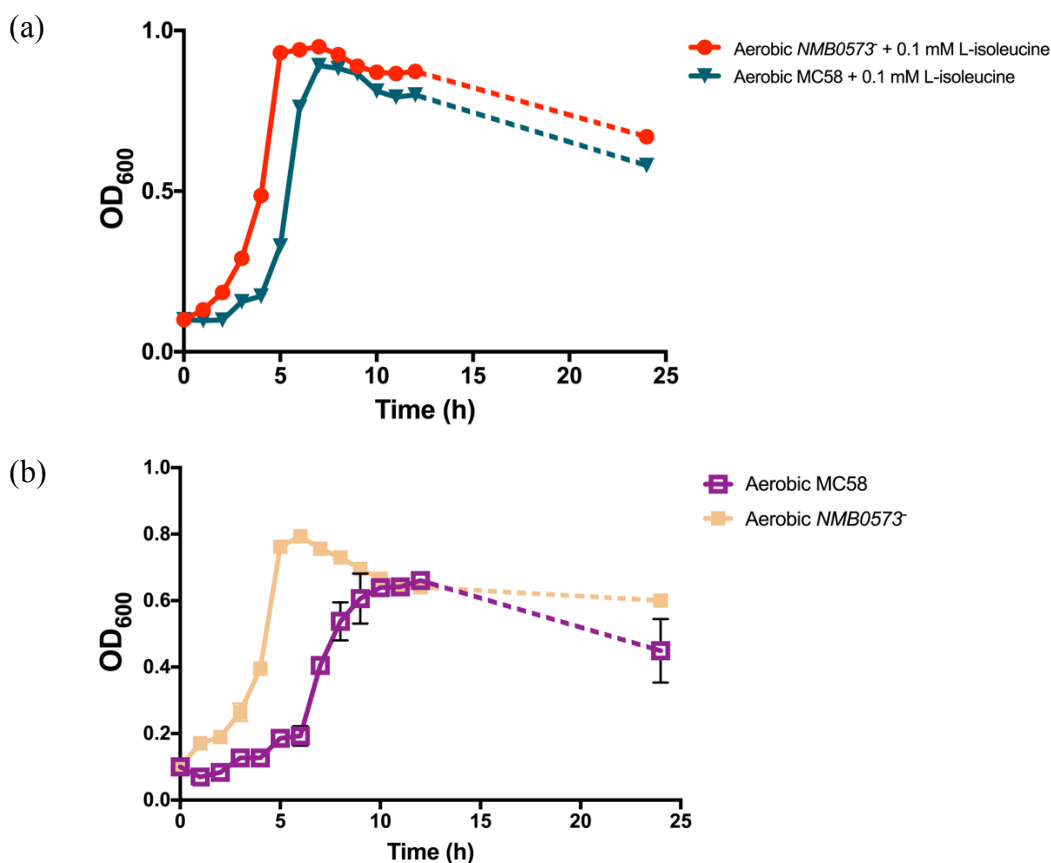 (a)
Aerobic NMB0573⁻ + 0.1 mM L-isoleucine
Aerobic MC58 + 0.1 mM L-isoleucine
OD₆₀₀
1.0
0.5
0.0
0 5 10 15 20 25
Time (h)
(b)
Aerobic MC58
Aerobic NMB0573⁻
OD₆₀₀
1.0
0.8
0.6
0.4
0.2
0.0
0 5 10 15 20 25
Time (h)